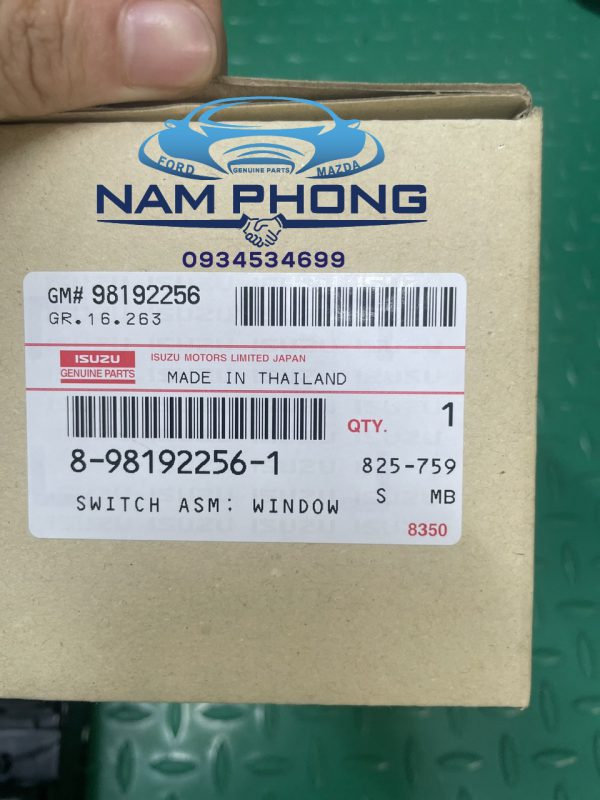 FORD
GENUINE PARTS
MAZDA
NAM PHONG
0934534699
GM# 98192256
GR.16.263
ISUZU
GENUINE PARTS
ISUZU MOTORS LIMITED JAPAN
MADE IN THAILAND
QTY. 1
8-98192256-1 825-759
SWITCH ASM: WINDOW S MB
8350